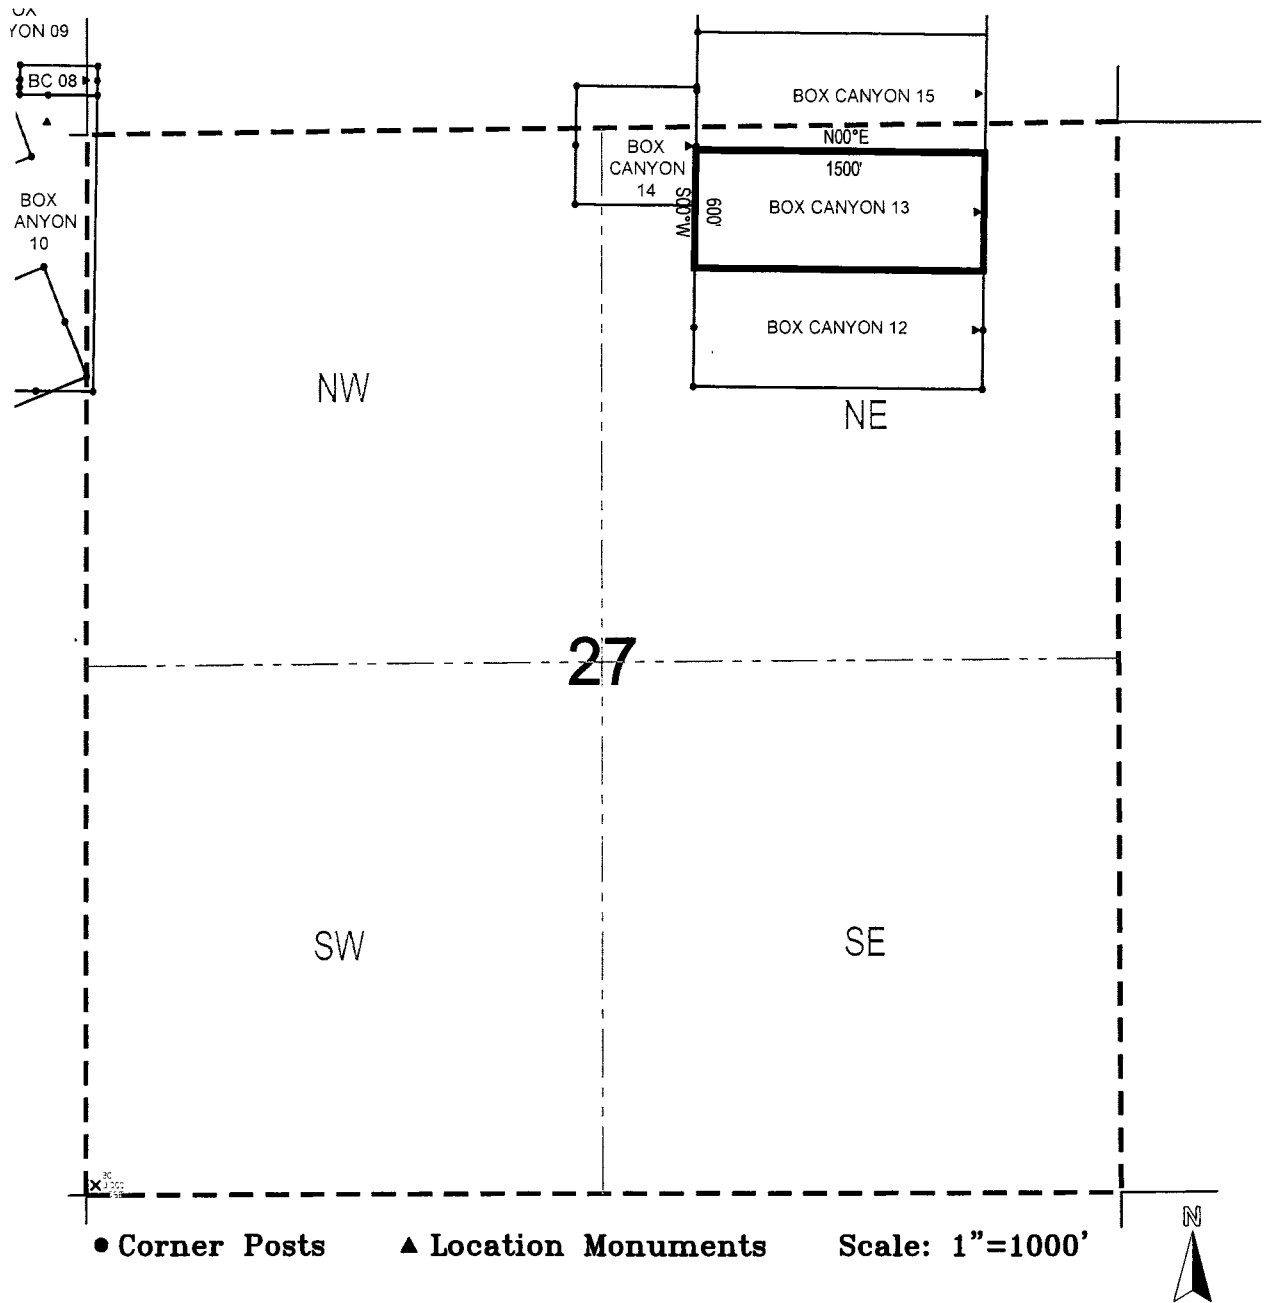 YON 09
BC 08
BOX CANYON 15
N00°E
1500'
BOX
CANYON
14
S00°W
600'
BOX CANYON 13
BOX
ANYON
10
BOX CANYON 12
NW
NE
27
SW
SE
BC
● Corner Posts ▲ Location Monuments Scale: 1"=1000'
N